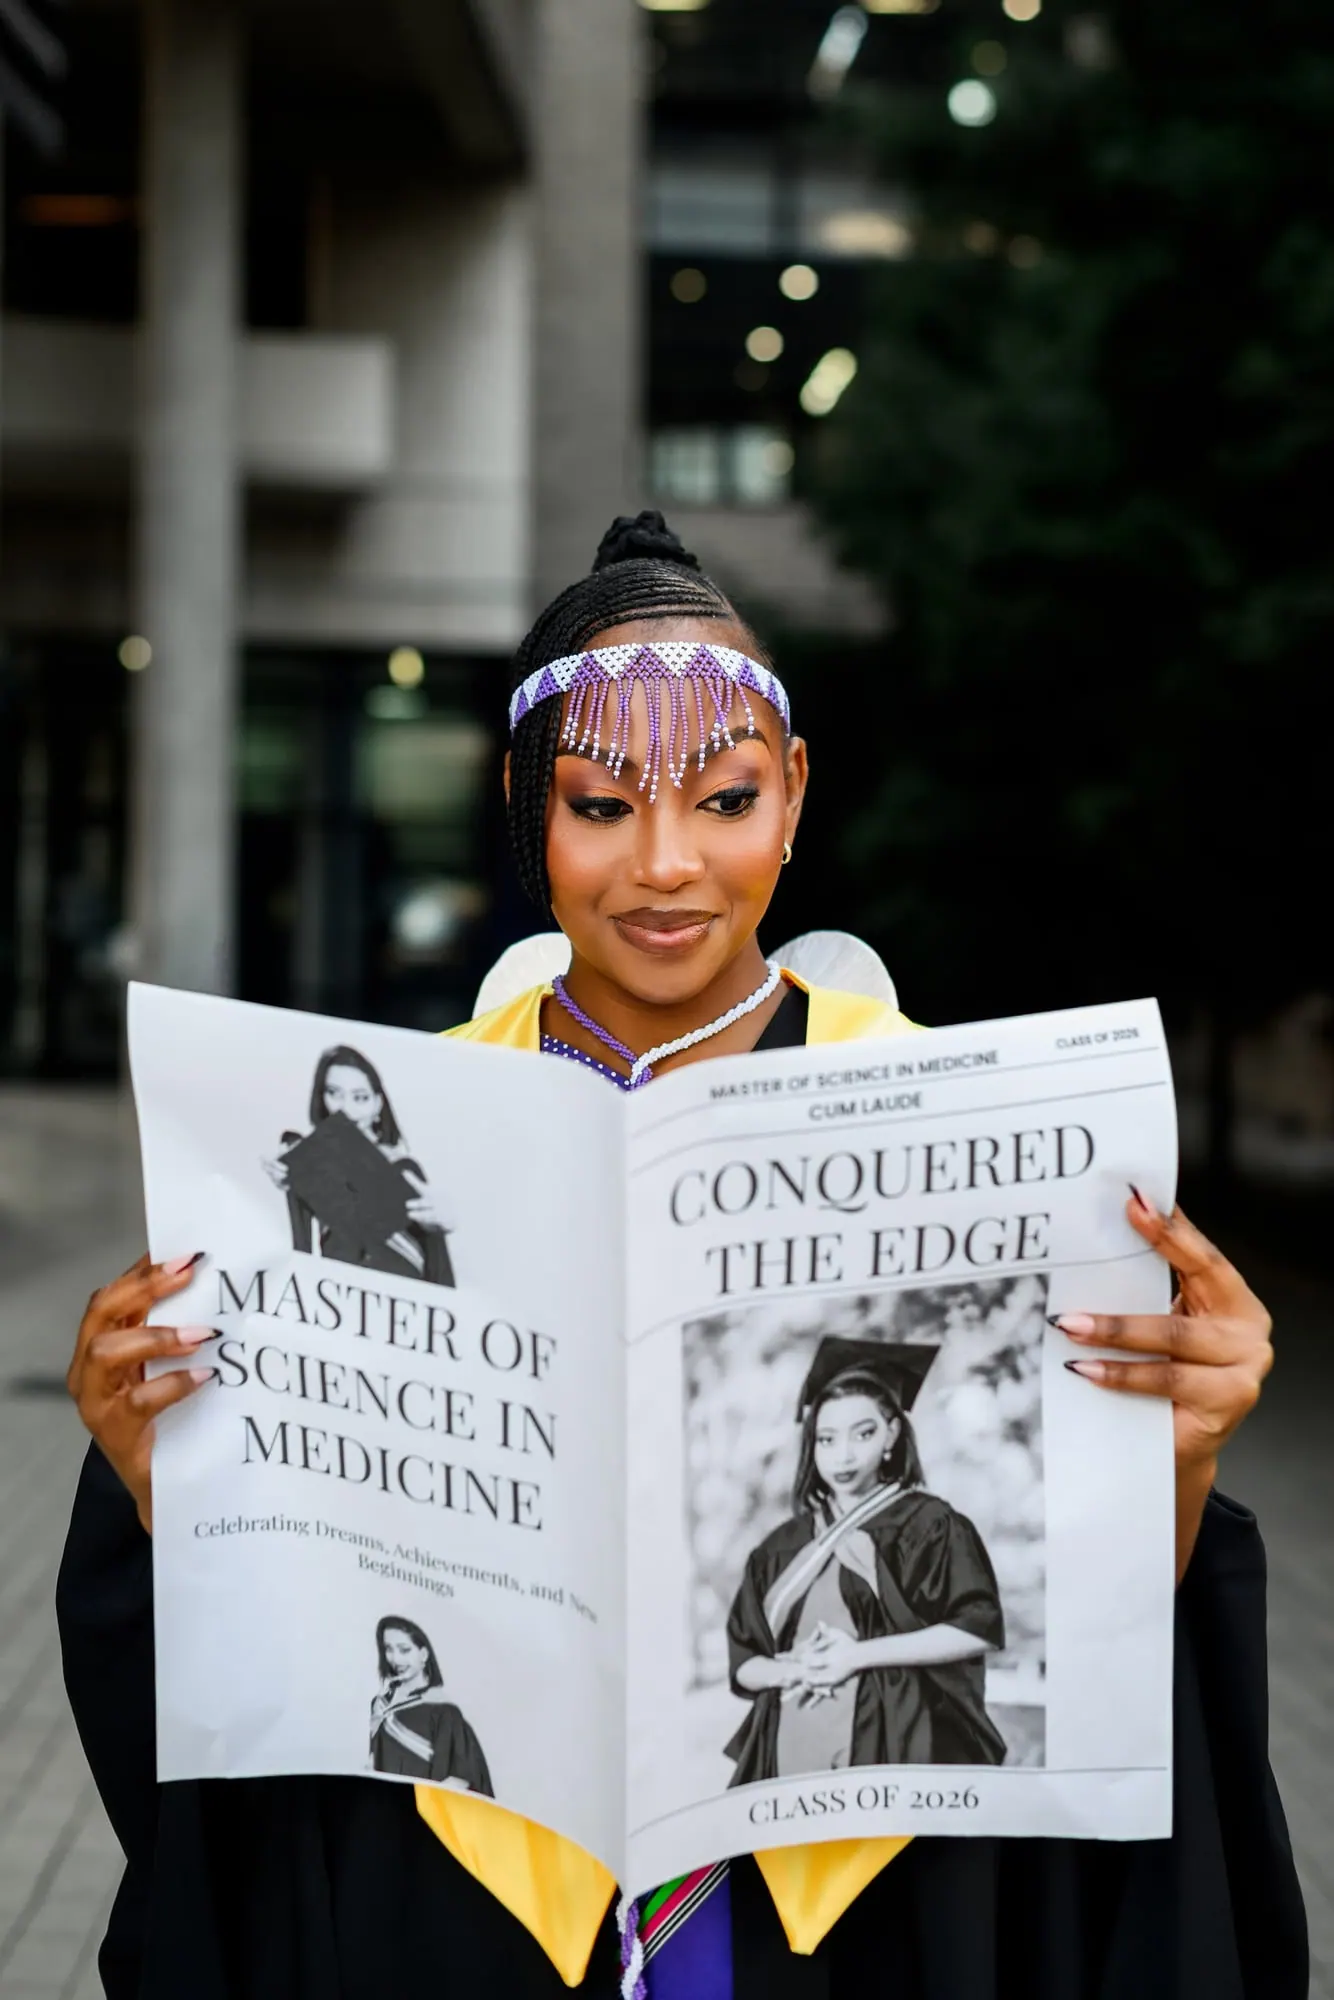 MASTER OF
SCIENCE IN
MEDICINE
Celebrating Dreams, Achievements, and New
Beginnings
MASTER OF SCIENCE IN MEDICINE
CLASS OF 2026
CUM LAUDE
CONQUERED
THE EDGE
CLASS OF 2026